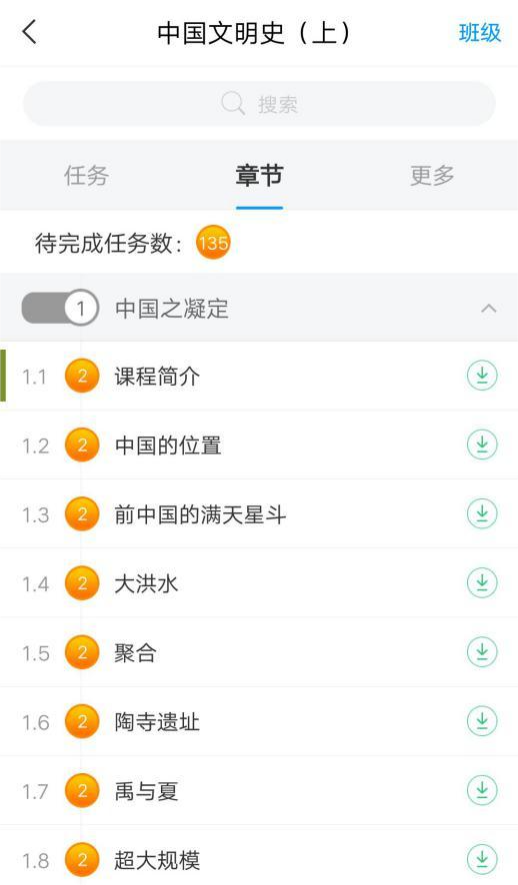 中国文明史（上） 班级
搜索
任务 章节 更多
待完成任务数： 135
1 中国之凝定
1.1 2 课程简介
1.2 2 中国的位置
1.3 2 前中国的满天星斗
1.4 2 大洪水
1.5 2 聚合
1.6 2 陶寺遗址
1.7 2 禹与夏
1.8 2 超大规模